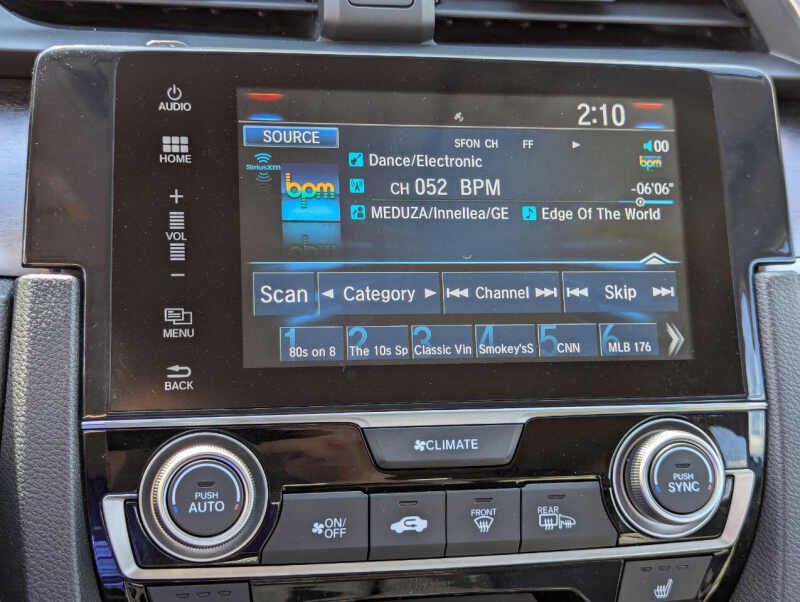 AUDIO
HOME
+
VOL
−
MENU
BACK
2:10
SOURCE
SFON CH FF
00
SiriusXM
bpm
Dance/Electronic
bpm
CH 052 BPM
-06'06"
MEDUZA/Innellea/GE
Edge Of The World
Scan
Category
Channel
Skip
1 80s on 8
2 The 10s Sp
3 Classic Vin
4 Smokey'sS
5 CNN
6 MLB 176
CLIMATE
PUSH
AUTO
PUSH
SYNC
ON/
OFF
FRONT
REAR